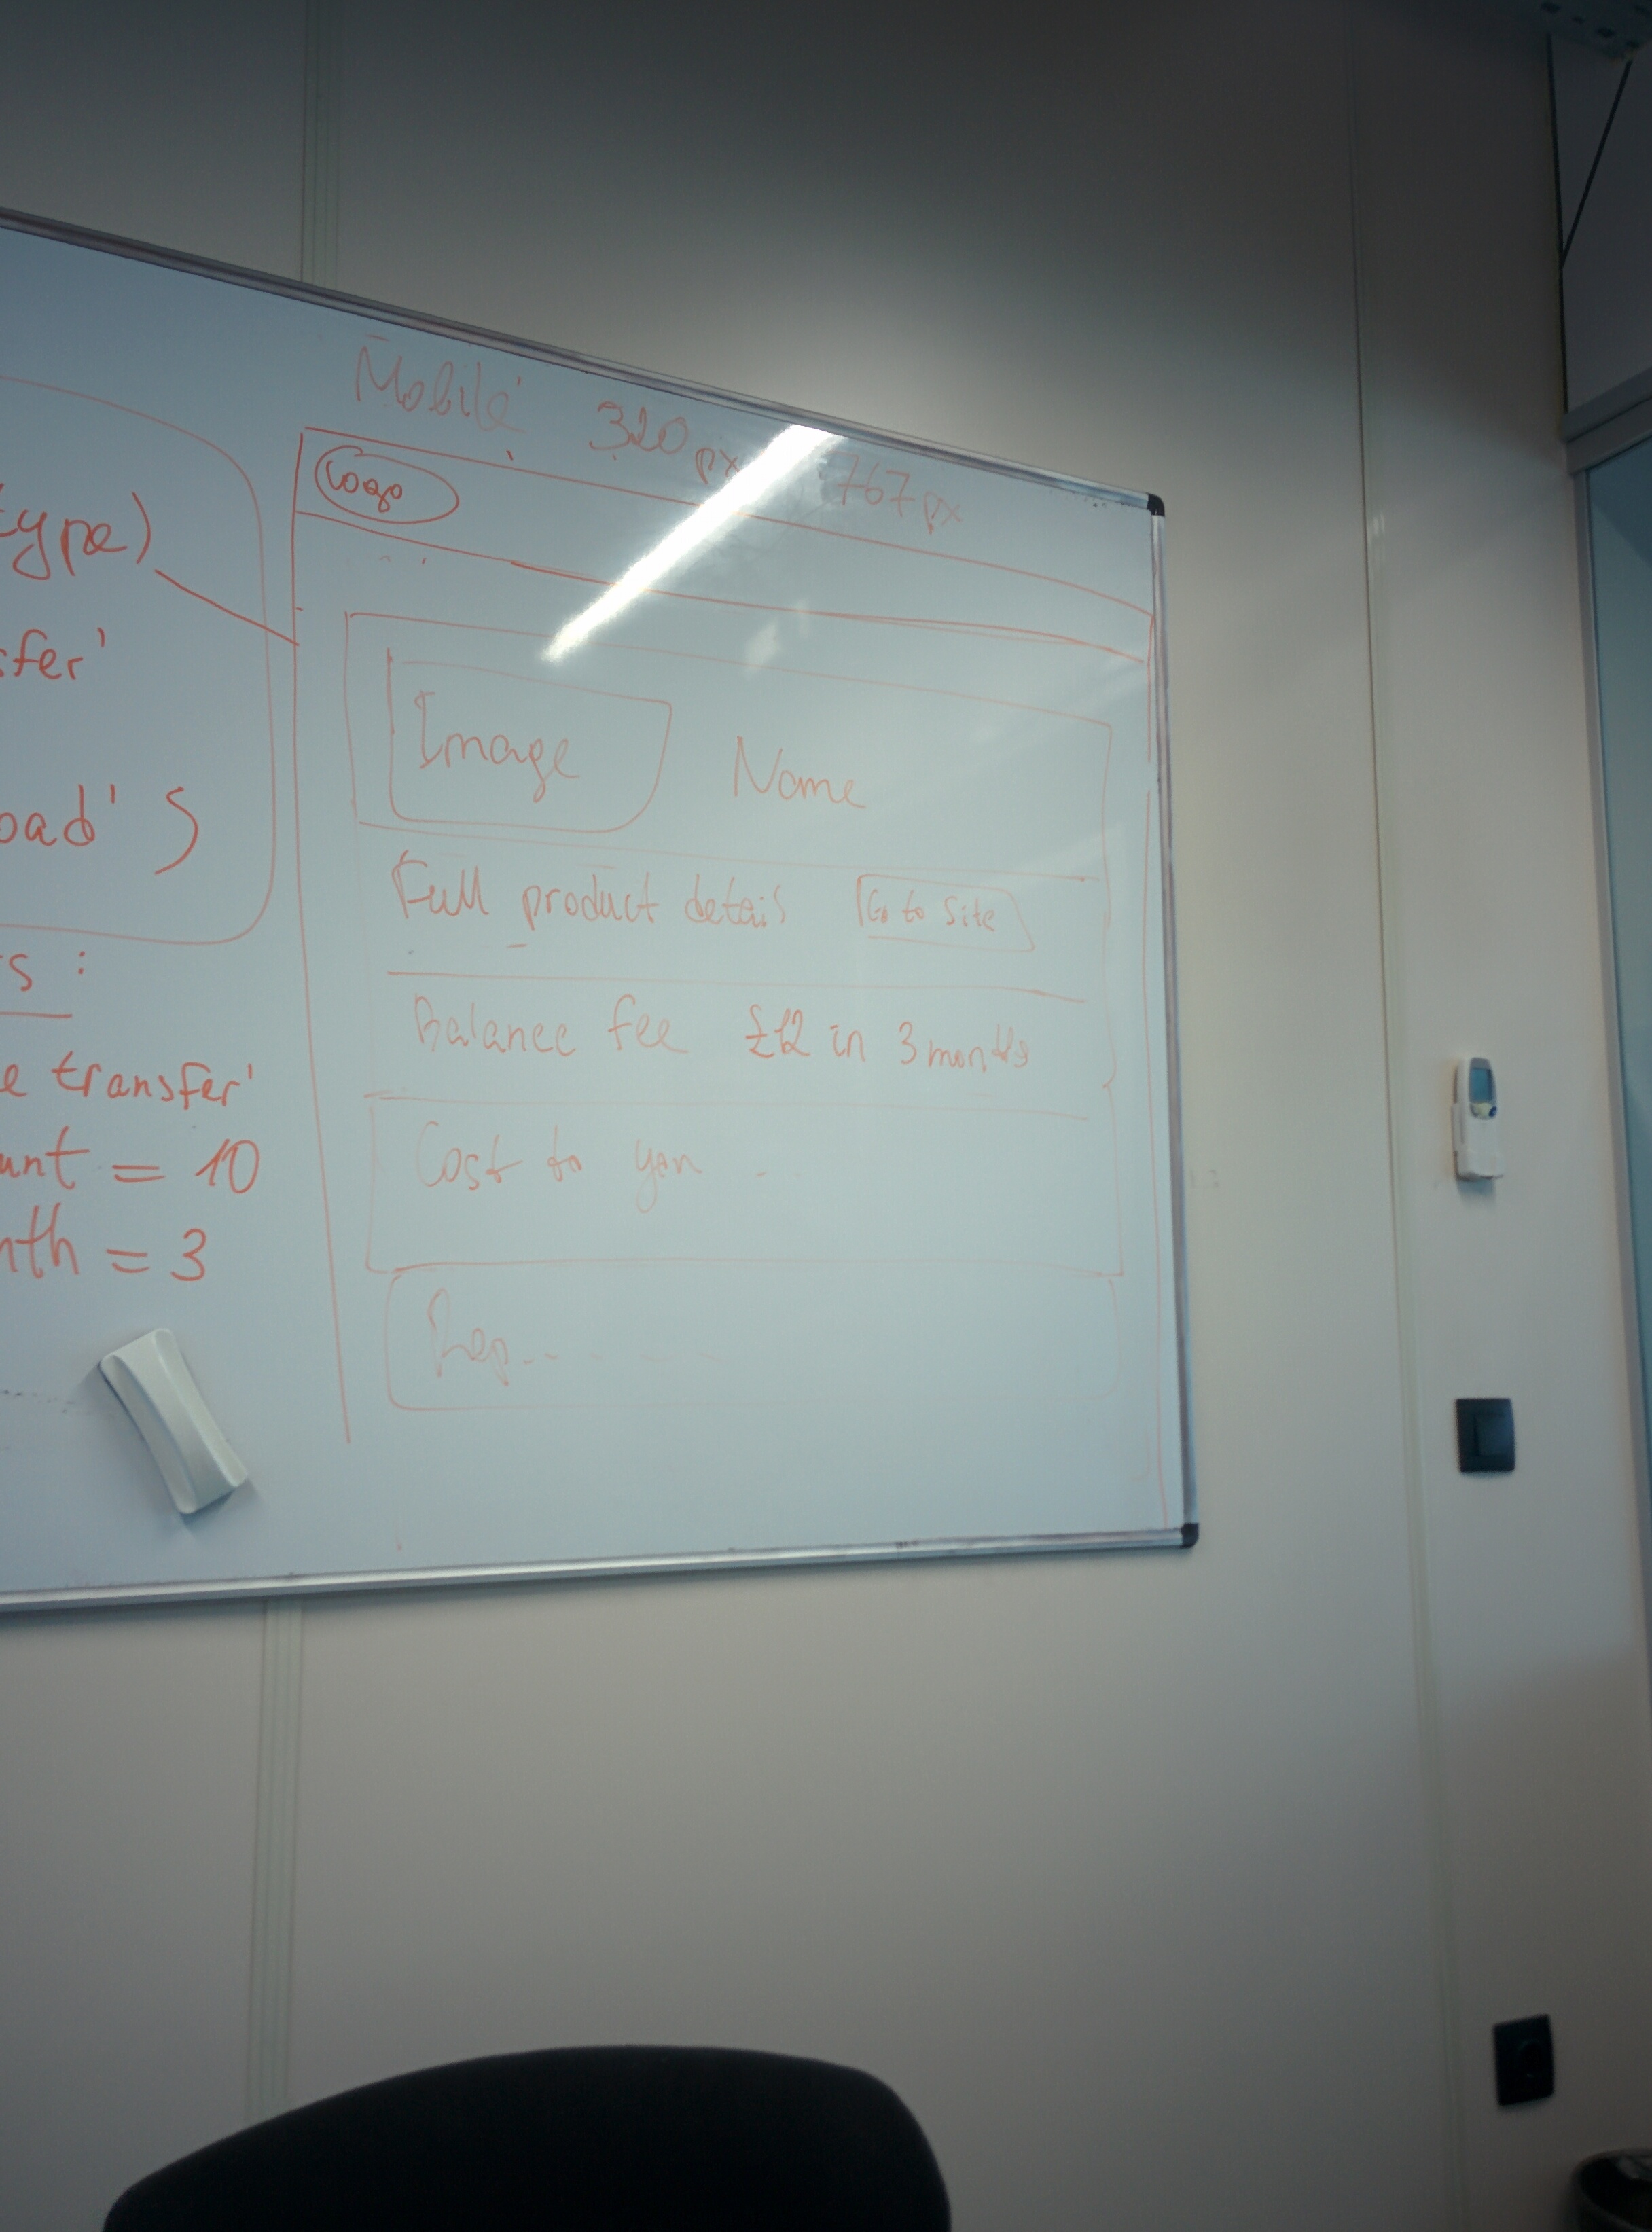 Mobile 320px 767px
Logo
type)
sfer'
oad' }
s :
e transfer'
unt = 10
nth = 3
Image Name
Full product details Go to site
Balance fee £12 in 3 months
Cost to you
Rep......